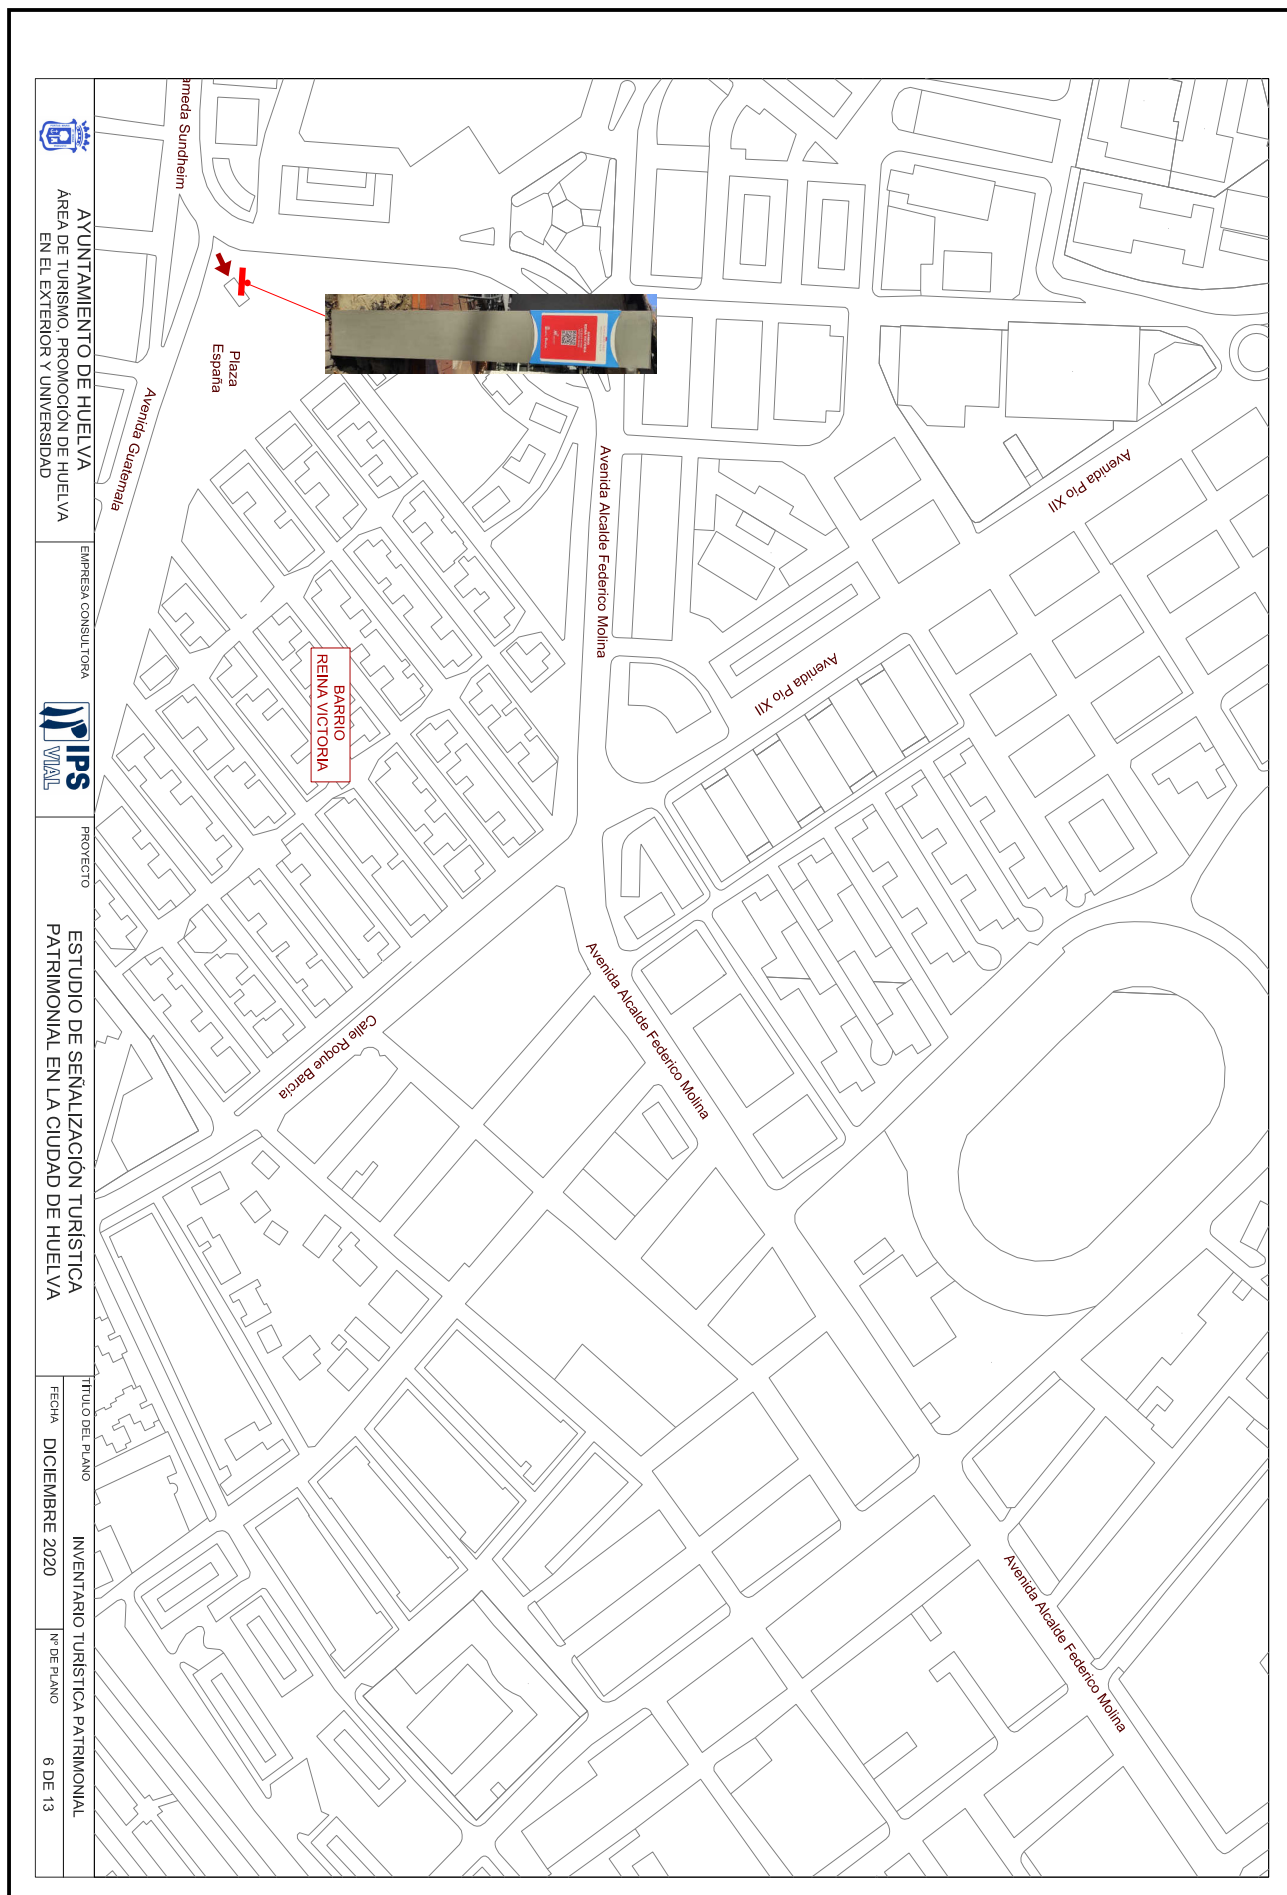 ameda Sundheim
Avenida Guatemala
Plaza
España
Avenida Alcalde Federico Molina
Avenida Pío XII
Avenida Pío XII
BARRIO
REINA VICTORIA
Calle Roque Barcia
Avenida Alcalde Federico Molina
Avenida Alcalde Federico Molina
AYUNTAMIENTO DE HUELVA
ÁREA DE TURISMO, PROMOCIÓN DE HUELVA
EN EL EXTERIOR Y UNIVERSIDAD
EMPRESA CONSULTORA
IPS
VIAL
PROYECTO
ESTUDIO DE SEÑALIZACIÓN TURÍSTICA
PATRIMONIAL EN LA CIUDAD DE HUELVA
TÍTULO DEL PLANO
INVENTARIO TURÍSTICA PATRIMONIAL
FECHA DICIEMBRE 2020
Nº DE PLANO 6 DE 13